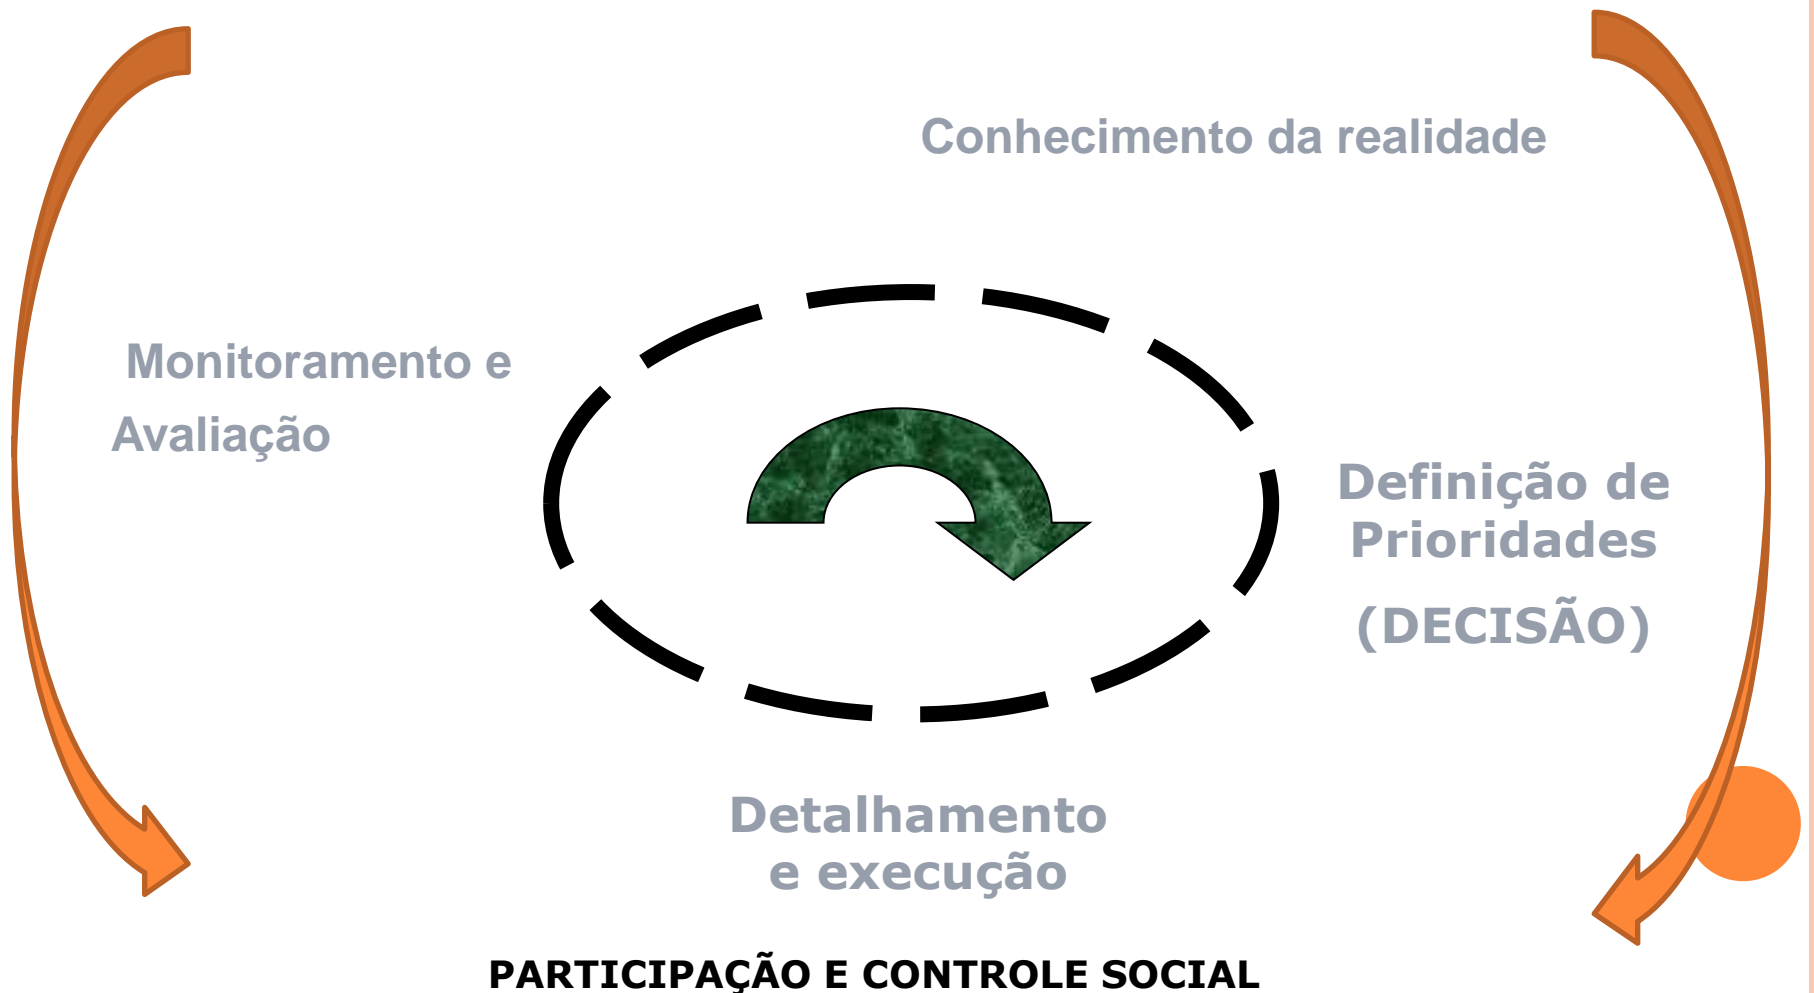 Conhecimento da realidade
Monitoramento e
Avaliação
Definição de
Prioridades
(DECISÃO)
Detalhamento
e execução
PARTICIPAÇÃO E CONTROLE SOCIAL